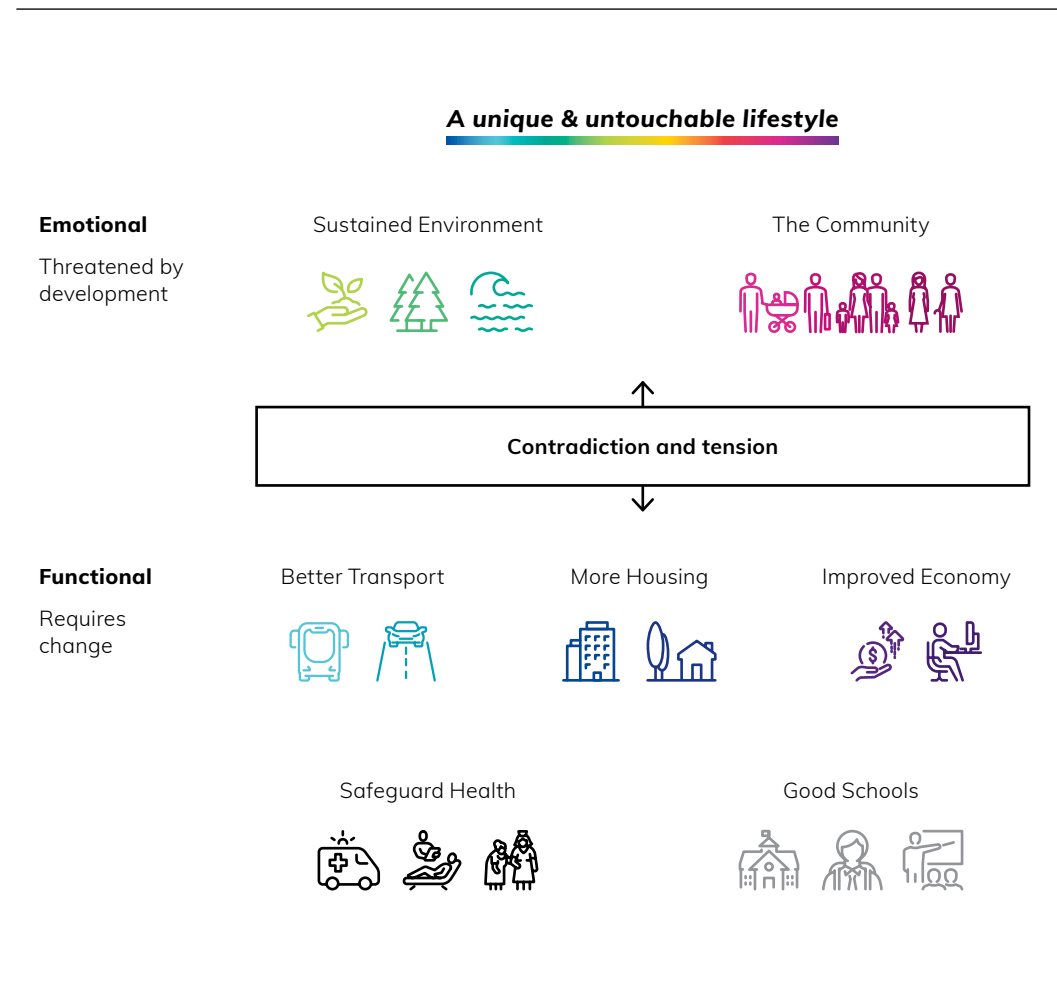 A unique & untouchable lifestyle
Emotional
Threatened by
development
Sustained Environment
The Community
Contradiction and tension
Functional
Requires
change
Better Transport
More Housing
Improved Economy
$
Safeguard Health
Good Schools